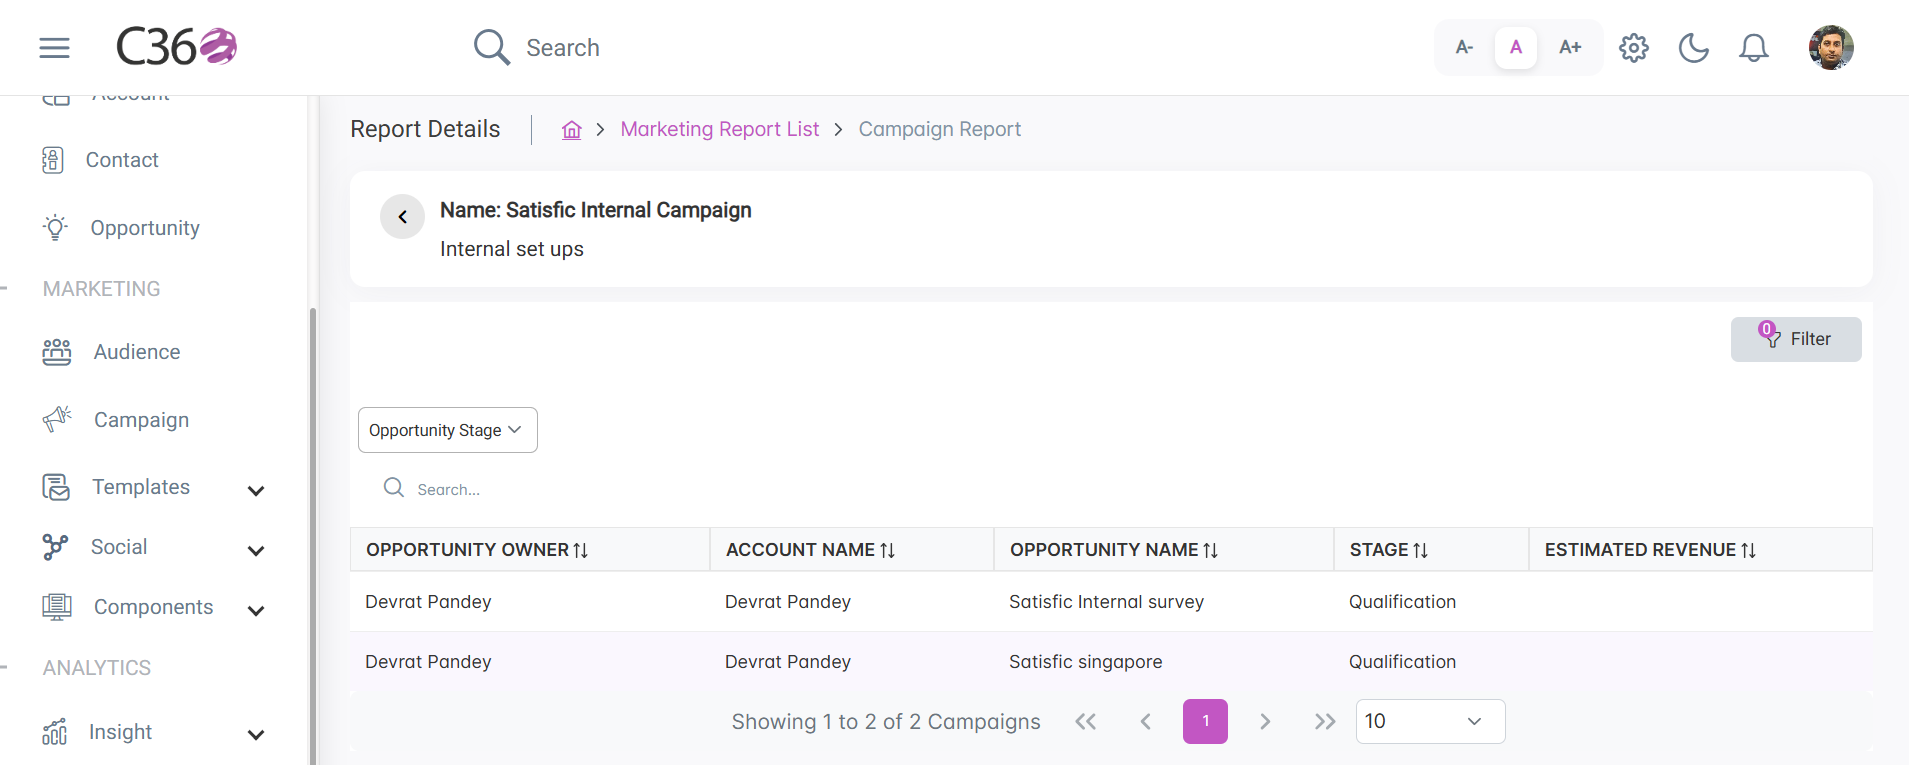 C360
Search
A- A A+
Account
Contact
Opportunity
MARKETING
Audience
Campaign
Templates
Social
Components
ANALYTICS
Insight
Report Details
Marketing Report List
Campaign Report
Name: Satisfic Internal Campaign
Internal set ups
0
Filter
Opportunity Stage
Search...
OPPORTUNITY OWNER ACCOUNT NAME OPPORTUNITY NAME STAGE ESTIMATED REVENUE
Devrat Pandey Devrat Pandey Satisfic Internal survey Qualification
Devrat Pandey Devrat Pandey Satisfic singapore Qualification
Showing 1 to 2 of 2 Campaigns 1 10